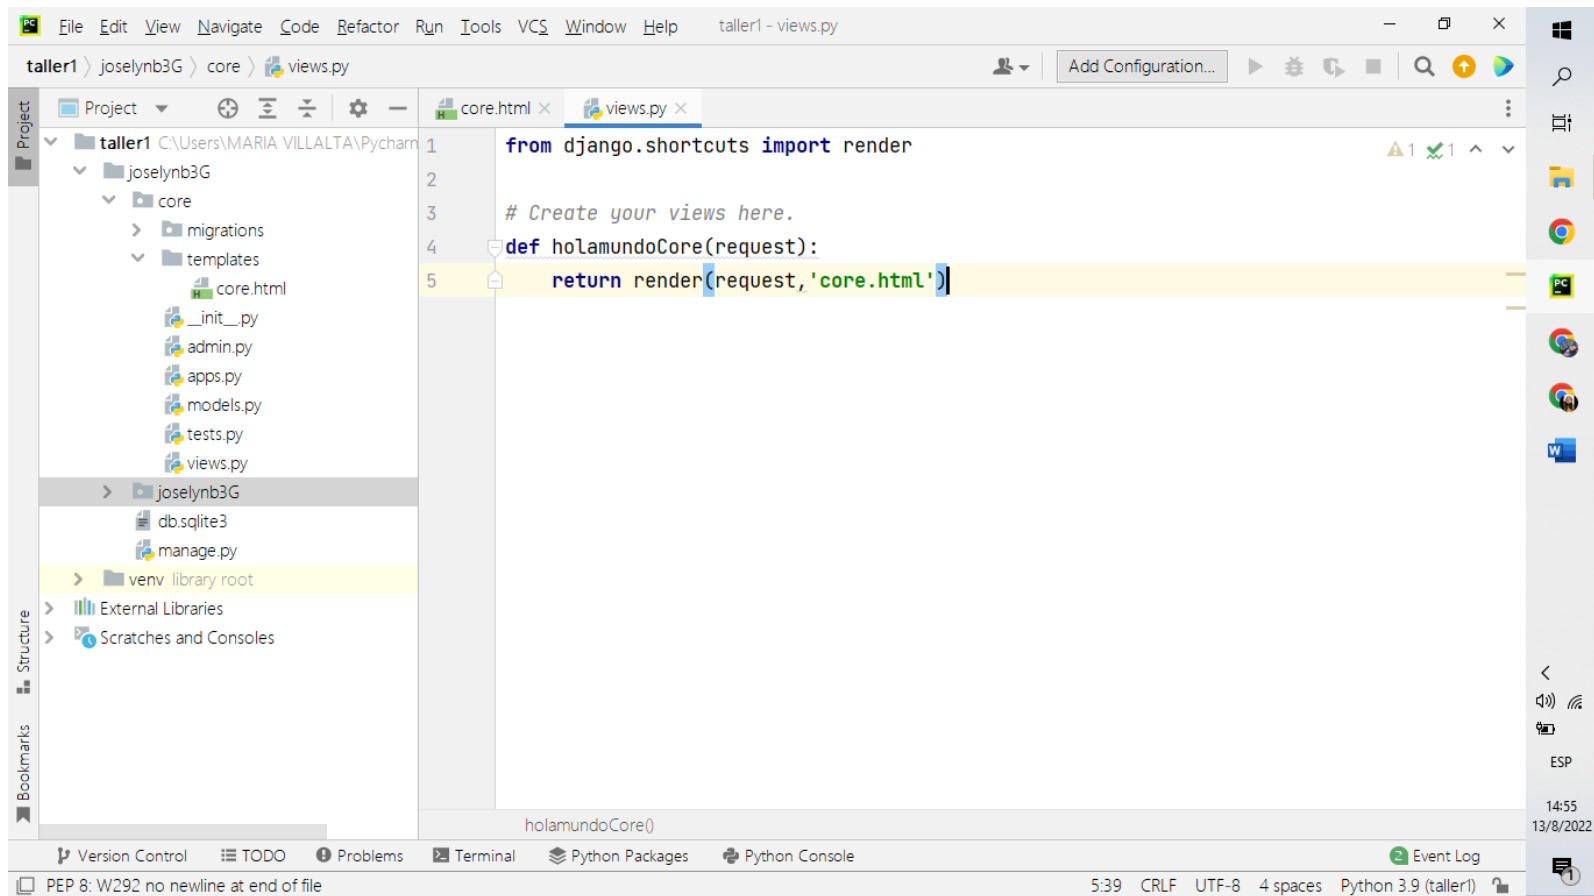 File Edit View Navigate Code Refactor Run Tools VCS Window Help taller1 - views.py
taller1 joselynb3G core views.py Add Configuration...
Project core.html views.py
Project
Structure
Bookmarks
taller1 C:\Users\MARIA VILLALTA\Pycharm
joselynb3G
core
migrations
templates
core.html
__init__.py
admin.py
apps.py
models.py
tests.py
views.py
joselynb3G
db.sqlite3
manage.py
venv library root
External Libraries
Scratches and Consoles
1 from django.shortcuts import render
2
3 # Create your views here.
4 def holamundoCore(request):
5 return render(request,'core.html')
1 1
holamundoCore()
Version Control TODO Problems Terminal Python Packages Python Console 2 Event Log
PEP 8: W292 no newline at end of file 5:39 CRLF UTF-8 4 spaces Python 3.9 (taller1)
ESP
14:55
13/8/2022
1